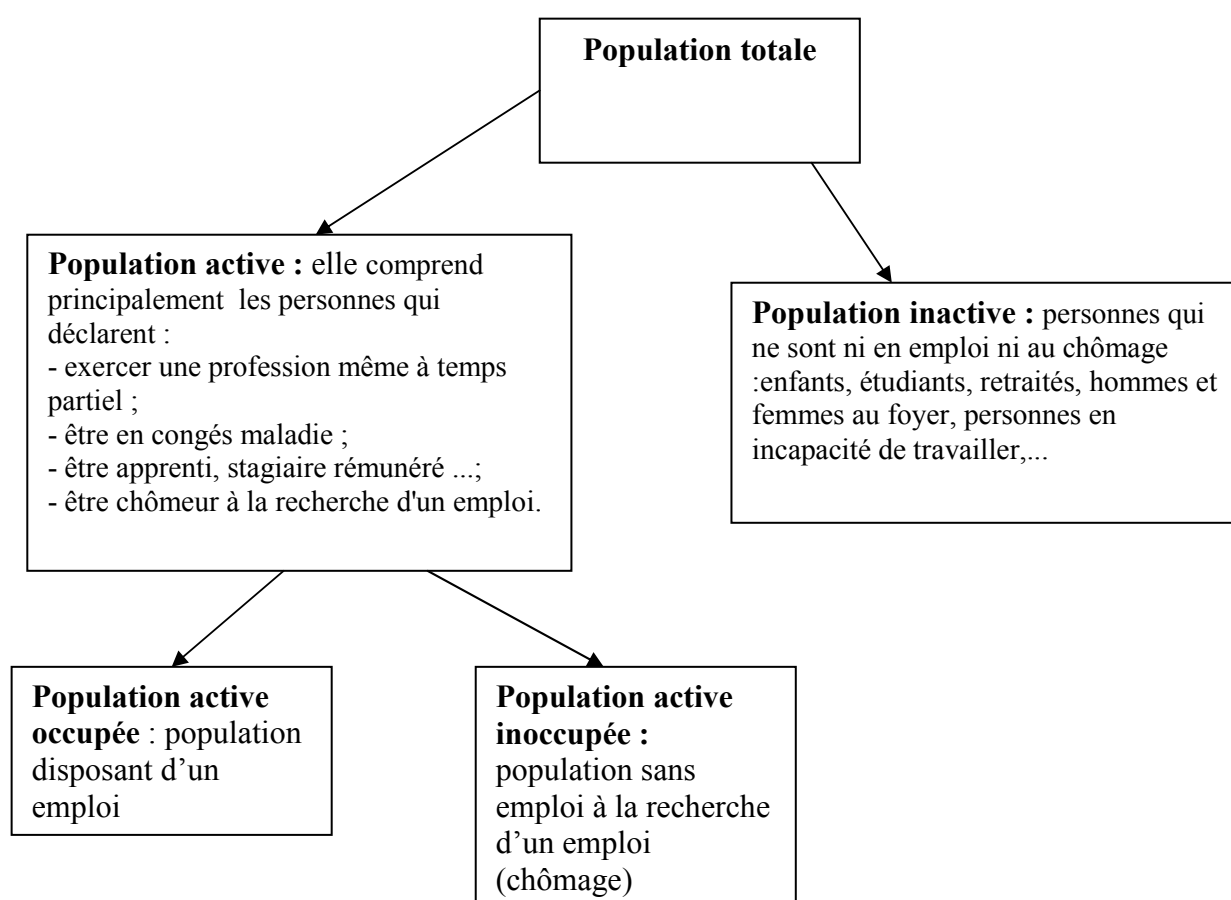 Population totale
Population active : elle comprend
principalement les personnes qui
déclarent :
- exercer une profession même à temps
partiel ;
- être en congés maladie ;
- être apprenti, stagiaire rémunéré ...;
- être chômeur à la recherche d'un emploi.
Population inactive : personnes qui
ne sont ni en emploi ni au chômage
:enfants, étudiants, retraités, hommes et
femmes au foyer, personnes en
incapacité de travailler,...
Population active
occupée : population
disposant d’un
emploi
Population active
inoccupée :
population sans
emploi à la recherche
d’un emploi
(chômage)